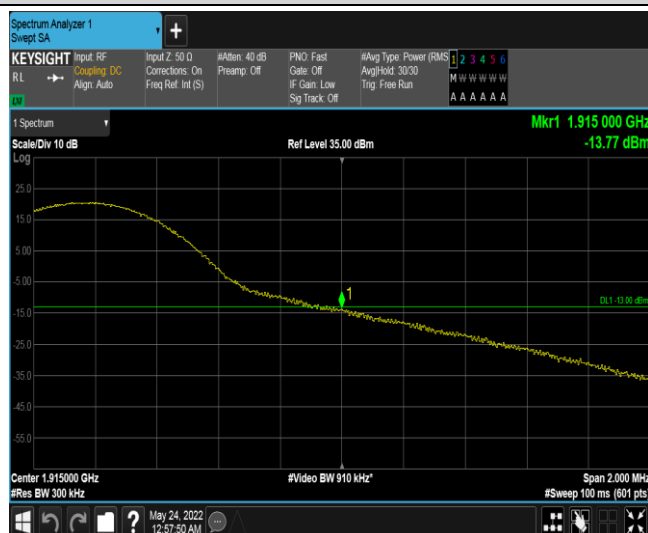 Spectrum Analyzer 1
Swept SA
+
KEYSIGHT
Input: RF
Input Z: 50 Ω
#Atten: 40 dB
PNO: Fast
#Avg Type: Power (RMS
1 2 3 4 5 6
RL
Coupling: DC
Corrections: On
Preamp: Off
Gate: Off
Avg|Hold: 30/30
M W W W W W
Align: Auto
Freq Ref: Int (S)
IF Gain: Low
Trig: Free Run
Sig Track: Off
A A A A A A
LXI
1 Spectrum
Mkr1 1.915 000 GHz
Scale/Div 10 dB
Ref Level 35.00 dBm
-13.77 dBm
Log
25.0
15.0
5.00
-5.00
1
DL1 -13.00 dBm
-15.0
-25.0
-35.0
-45.0
-55.0
Center 1.915000 GHz
#Video BW 910 kHz*
Span 2.000 MHz
#Res BW 300 kHz
#Sweep 100 ms (601 pts)
?
May 24, 2022
12:57:50 AM